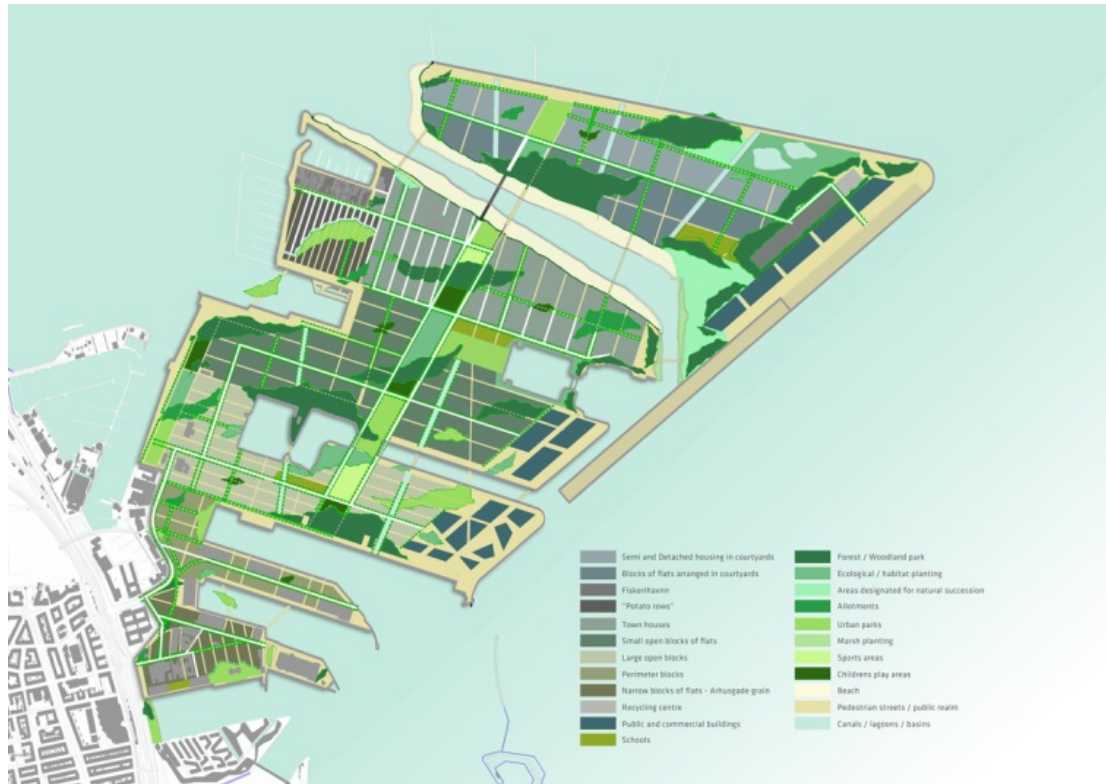 Semi and Detached housing in courtyards
Blocks of flats arranged in courtyards
Fiskerihavnn
"Potato rows"
Town houses
Small open blocks of flats
Large open blocks
Perimeter blocks
Narrow blocks of flats - Arhusgade grain
Recycling centre
Public and commercial buildings
Schools
Forest / Woodland park
Ecological / habitat planting
Areas designated for natural succession
Allotments
Urban parks
Marsh planting
Sports areas
Childrens play areas
Beach
Pedestrian streets / public realm
Canals / lagoons / basins